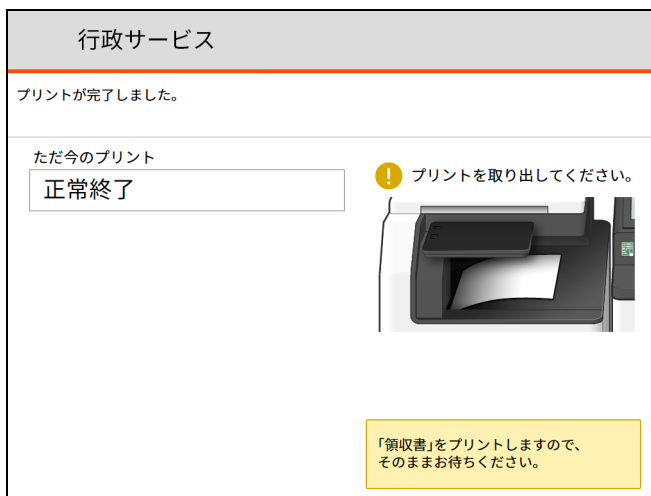 行政サービス
プリントが完了しました。
ただ今のプリント
正常終了
プリントを取り出してください。
「領収書」をプリントしますので、
そのままお待ちください。